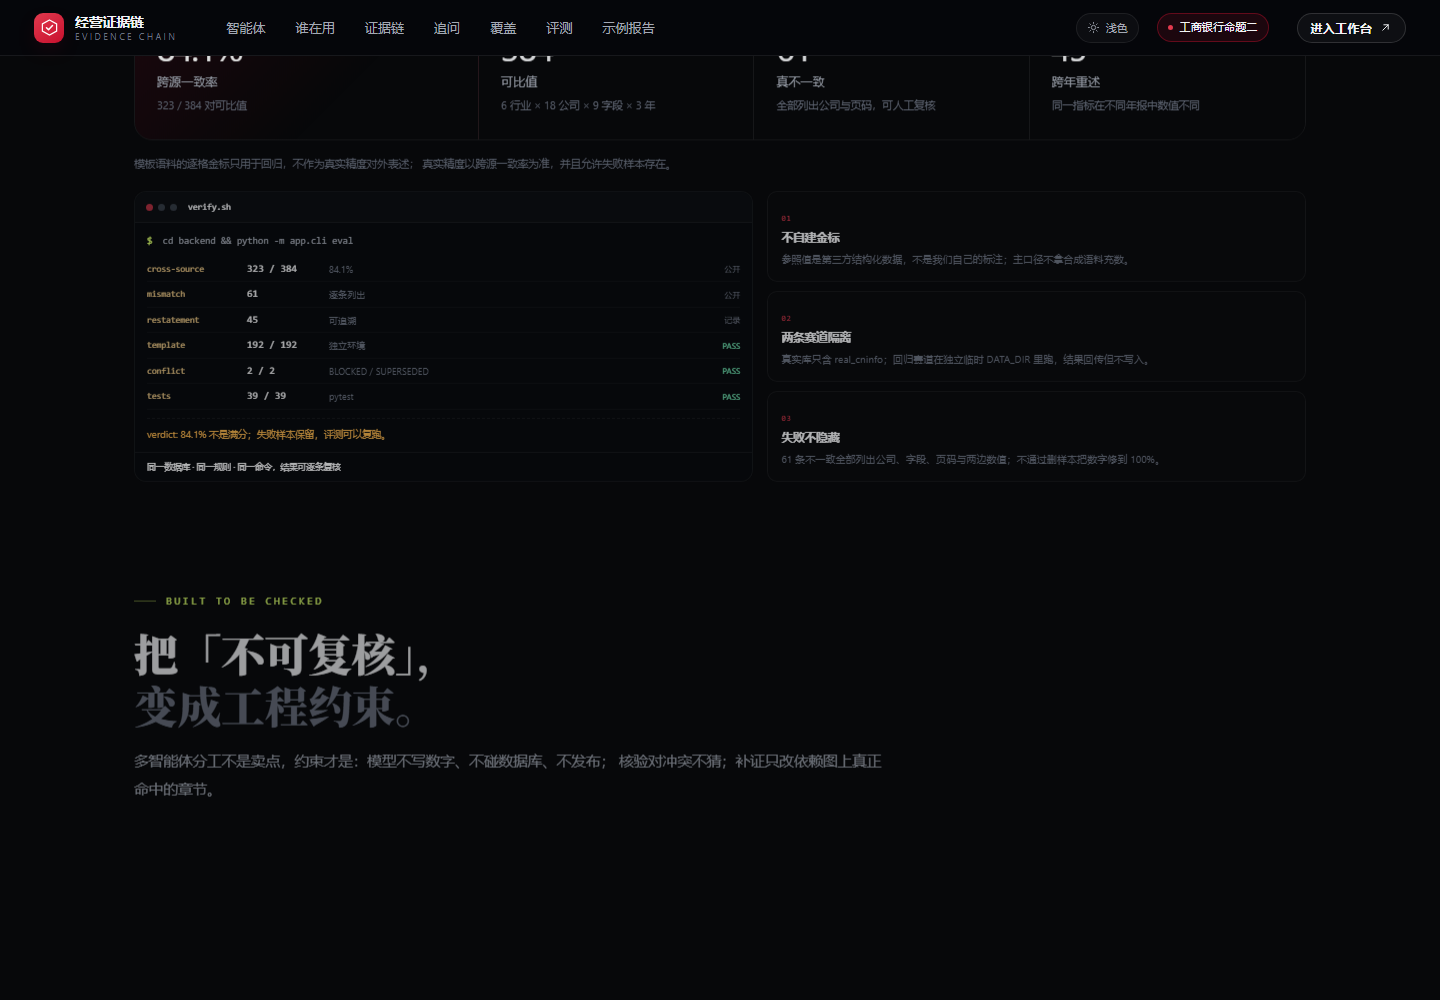 经营证据链
EVIDENCE CHAIN
智能体
谁在用
证据链
追问
覆盖
评测
示例报告
浅色
工商银行命题二
进入工作台
84.1%
跨源一致率
323 / 384 对可比值
384
可比值
6 行业 × 18 公司 × 9 字段 × 3 年
61
真不一致
全部列出公司与页码，可人工复核
45
跨年重述
同一指标在不同年报中数值不同
模板语料的逐格金标只用于回归，不作为真实精度对外表述； 真实精度以跨源一致率为准，并且允许失败样本存在。
verify.sh
$ cd backend && python -m app.cli eval
cross-source 323 / 384 84.1% 公开
mismatch 61 逐条列出 公开
restatement 45 可追溯 记录
template 192 / 192 独立环境 PASS
conflict 2 / 2 BLOCKED / SUPERSEDED PASS
tests 39 / 39 pytest PASS
verdict: 84.1% 不是满分；失败样本保留，评测可以复跑。
同一数据库 · 同一规则 · 同一命令，结果可逐条复核
01
不自建金标
参照值是第三方结构化数据，不是我们自己的标注；主口径不拿合成语料充数。
02
两条赛道隔离
真实库只含 real_cninfo；回归赛道在独立临时 DATA_DIR 里跑，结果回传但不写入。
03
失败不隐藏
61 条不一致全部列出公司、字段、页码与两边数值；不通过删样本把数字修到 100%。
BUILT TO BE CHECKED
把「不可复核」，
变成工程约束。
多智能体分工不是卖点，约束才是：模型不写数字、不碰数据库、不发布； 核验对冲突不猜；补证只改依赖图上真正
命中的章节。